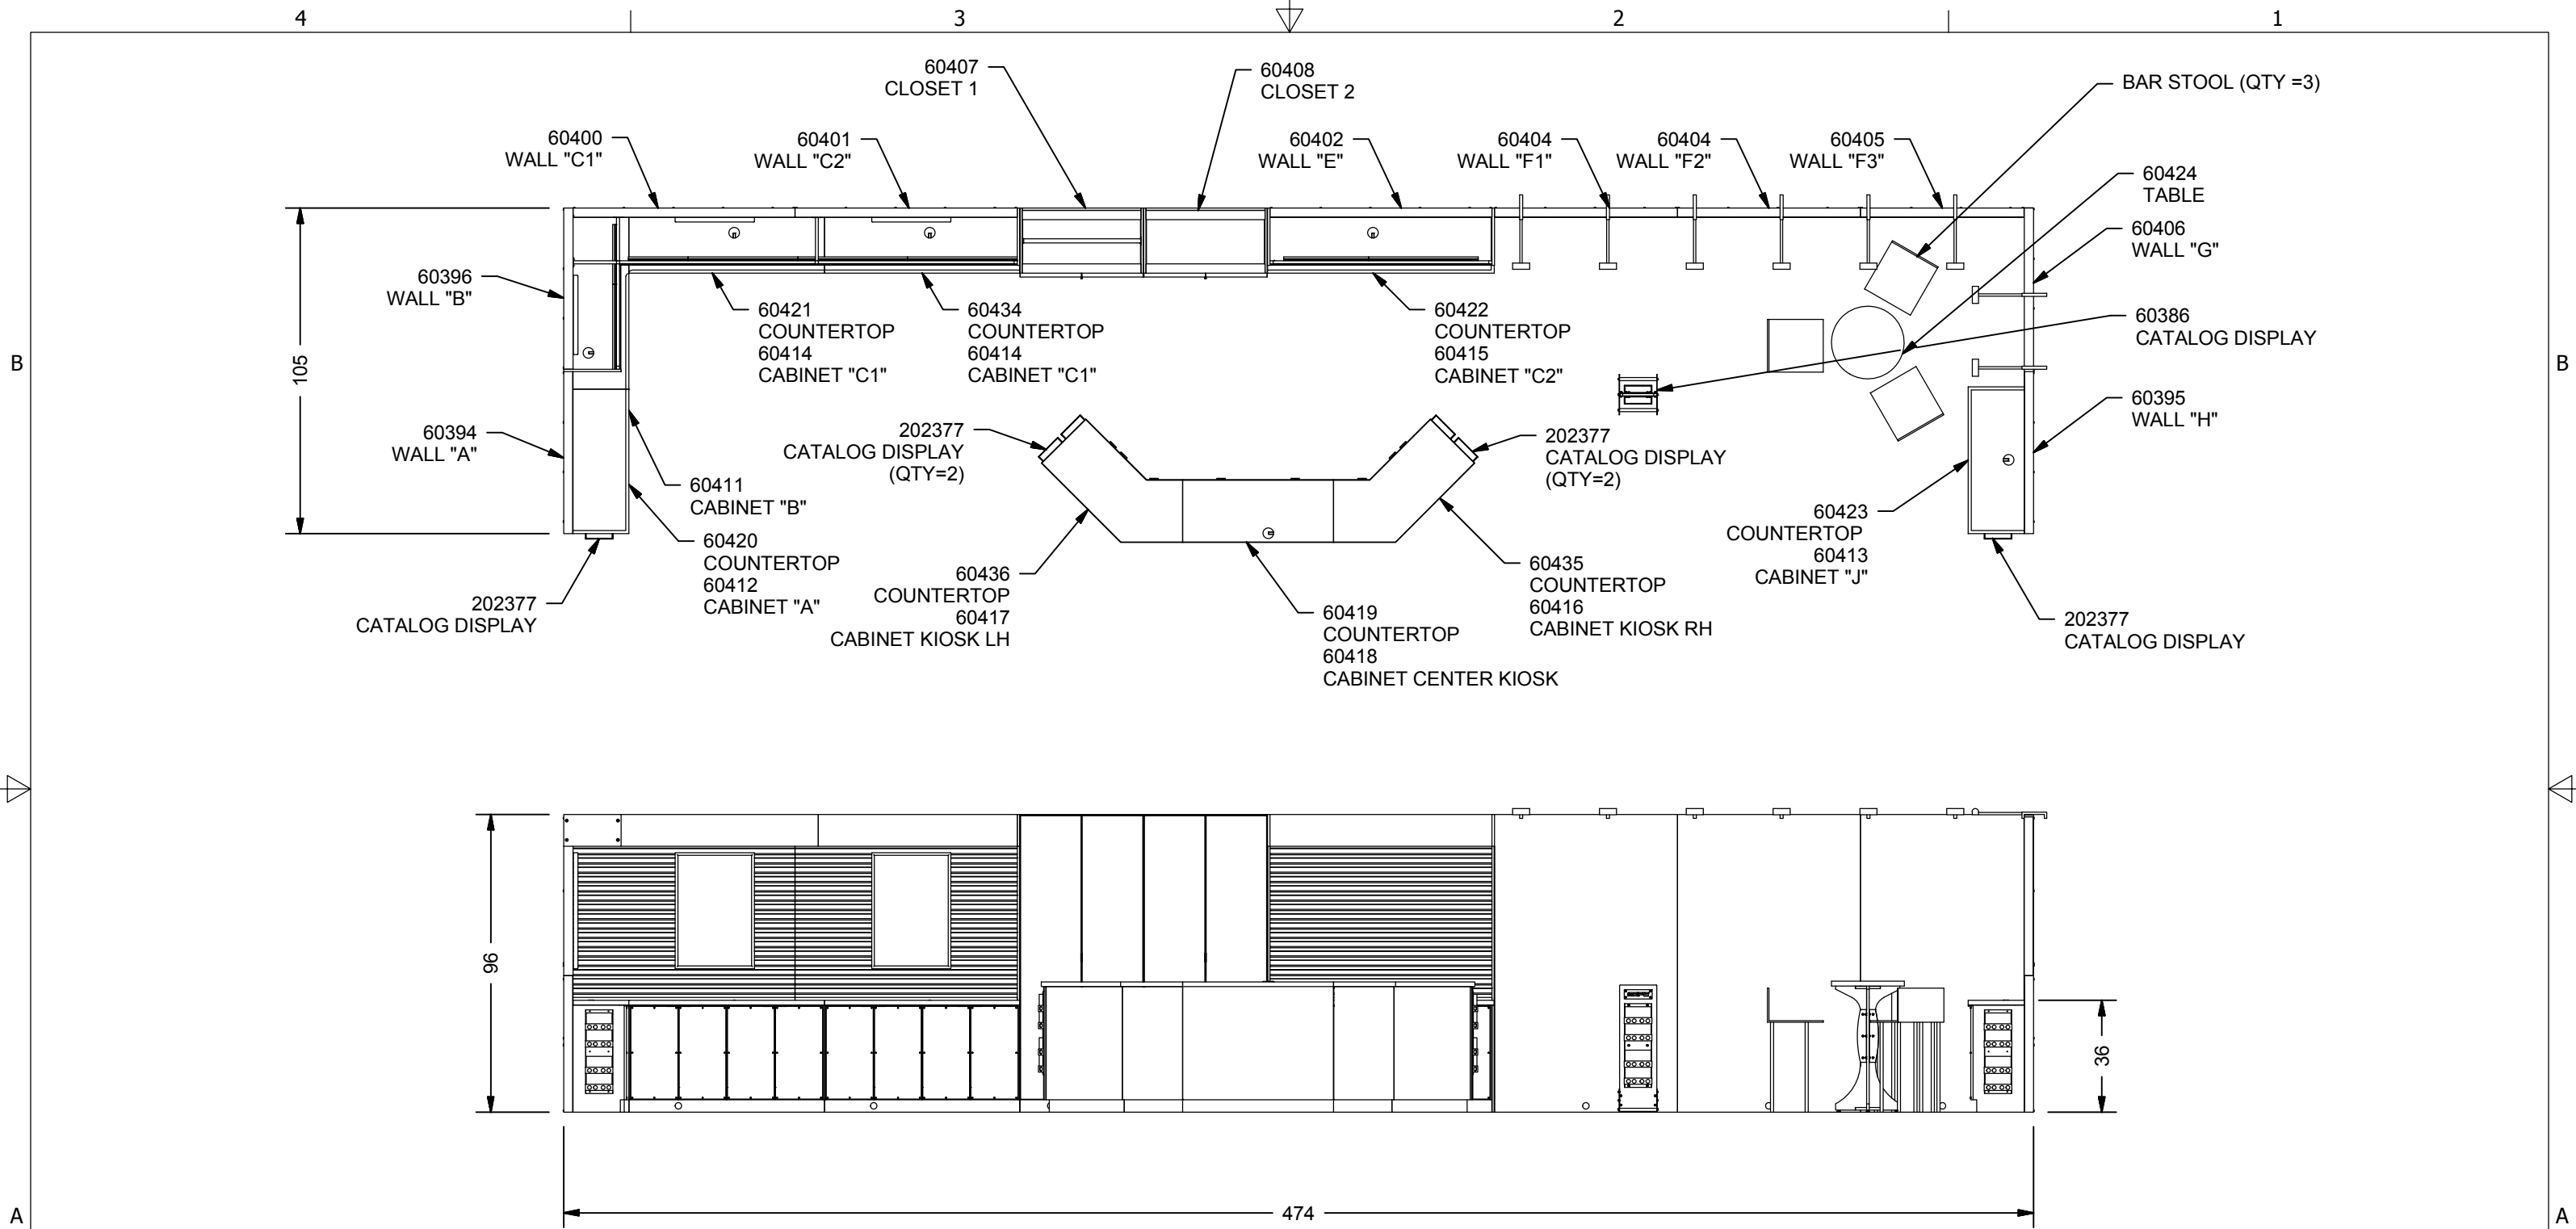 4
3
2
1
60407
CLOSET 1
60408
CLOSET 2
BAR STOOL (QTY =3)
60400
WALL "C1"
60401
WALL "C2"
60402
WALL "E"
60404
WALL "F1"
60404
WALL "F2"
60405
WALL "F3"
60424
TABLE
60406
WALL "G"
60396
WALL "B"
60421
COUNTERTOP
60414
CABINET "C1"
60434
COUNTERTOP
60414
CABINET "C1"
60422
COUNTERTOP
60415
CABINET "C2"
60386
CATALOG DISPLAY
B
105
B
60394
WALL "A"
202377
CATALOG DISPLAY
(QTY=2)
202377
CATALOG DISPLAY
(QTY=2)
60395
WALL "H"
60411
CABINET "B"
60420
COUNTERTOP
60412
CABINET "A"
60423
COUNTERTOP
60413
CABINET "J"
60436
COUNTERTOP
60417
CABINET KIOSK LH
60435
COUNTERTOP
60416
CABINET KIOSK RH
202377
CATALOG DISPLAY
60419
COUNTERTOP
60418
CABINET CENTER KIOSK
202377
CATALOG DISPLAY
96
36
A
474
A